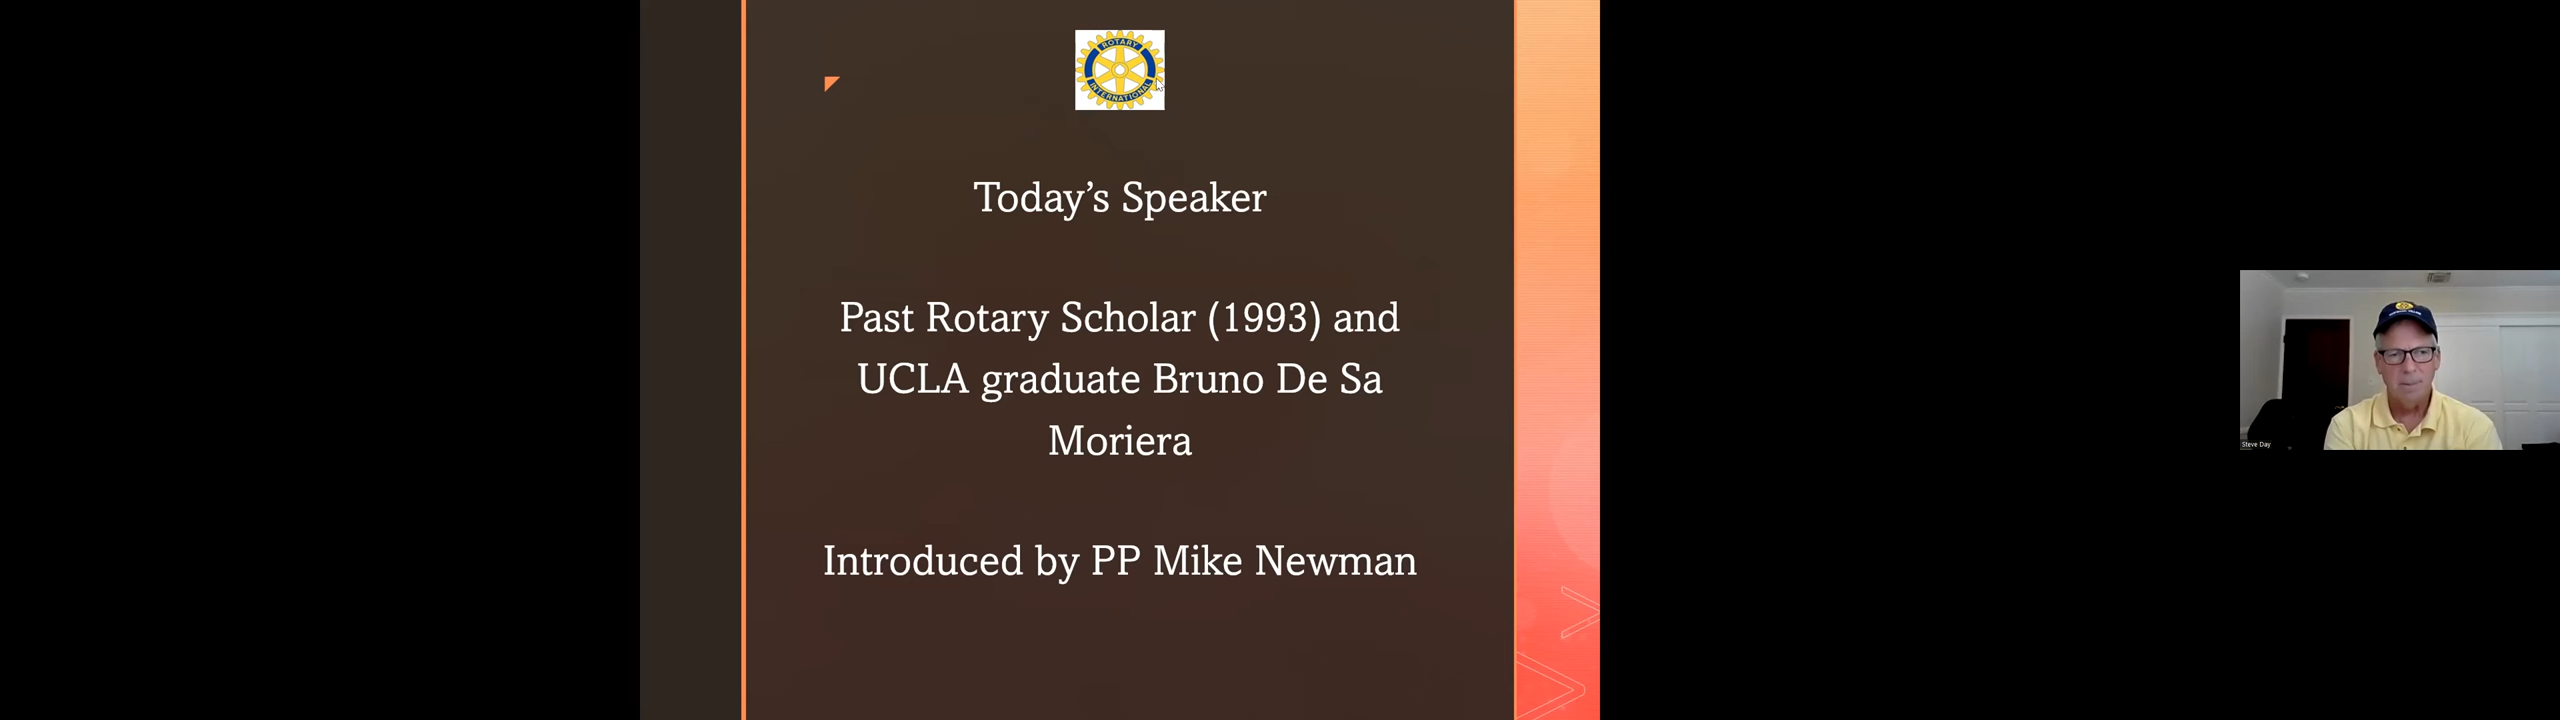 ROTARY
INTERNATIONAL
Today’s Speaker
Past Rotary Scholar (1993) and
UCLA graduate Bruno De Sa
Moriera
Introduced by PP Mike Newman
Steve Day